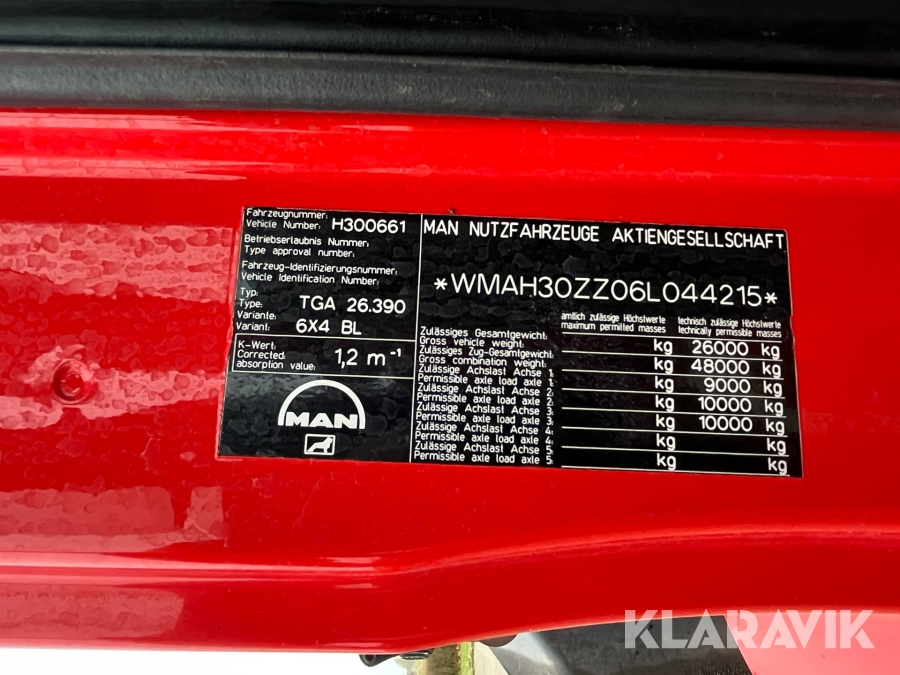 Fahrzeugnummer:
Vehicle Number: H300661
Betriebserlaubnis Nummer:
Type approval number:
Fahrzeug-Identifizierungsnummer:
Vehicle Identification Number:
Typ:
Type: TGA 26.390
Variante:
Variant: 6X4 BL
K-Wert:
Corrected absorption value: 1,2 m⁻¹
MAN
MAN NUTZFAHRZEUGE AKTIENGESELLSCHAFT
*WMAH30ZZ06L044215*
amtlich zulässige Höchstwerte technisch zulässige Höchstwerte
maximum permitted masses technically permissible masses
Zulässiges Gesamtgewicht:
Gross vehicle weight: kg 26000 kg
Zulässiges Zug-Gesamtgewicht:
Gross combination weight: kg 48000 kg
Zulässige Achslast Achse 1:
Permissible axle load axle 1: kg 9000 kg
Zulässige Achslast Achse 2:
Permissible axle load axle 2: kg 10000 kg
Zulässige Achslast Achse 3:
Permissible axle load axle 3: kg 10000 kg
Zulässige Achslast Achse 4:
Permissible axle load axle 4: kg kg
Zulässige Achslast Achse 5:
Permissible axle load axle 5: kg kg
KLARAVIK